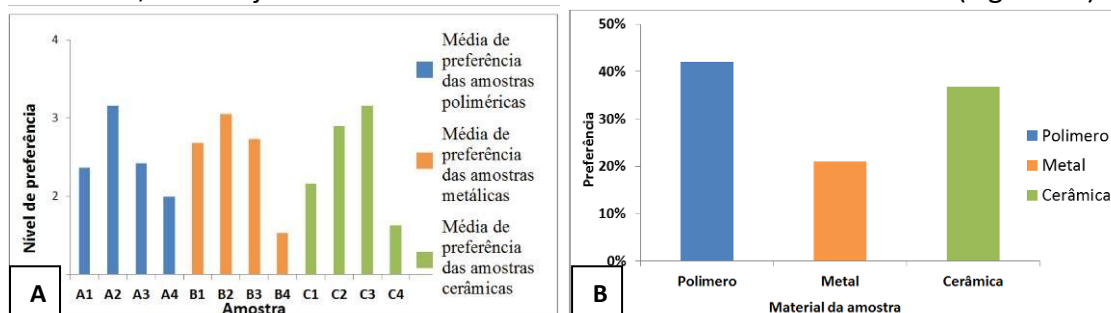 4
3
2
Nível de preferência
A1 A2 A3 A4 B1 B2 B3 B4 C1 C2 C3 C4
Amostra
Média de
preferência
das amostras
poliméricas
Média de
preferência
das amostras
metálicas
Média de
preferência
das amostras
cerâmicas
A
50%
40%
30%
20%
10%
0%
Preferência
Polimero Metal Cerâmica
Material da amostra
Polimero
Metal
Cerâmica
B